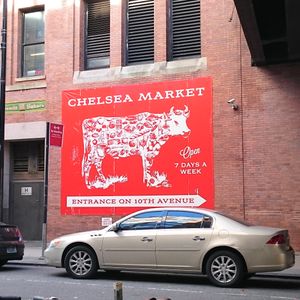 CHELSEA MARKET
Open
7 DAYS A
WEEK
ENTRANCE ON 10TH AVENUE